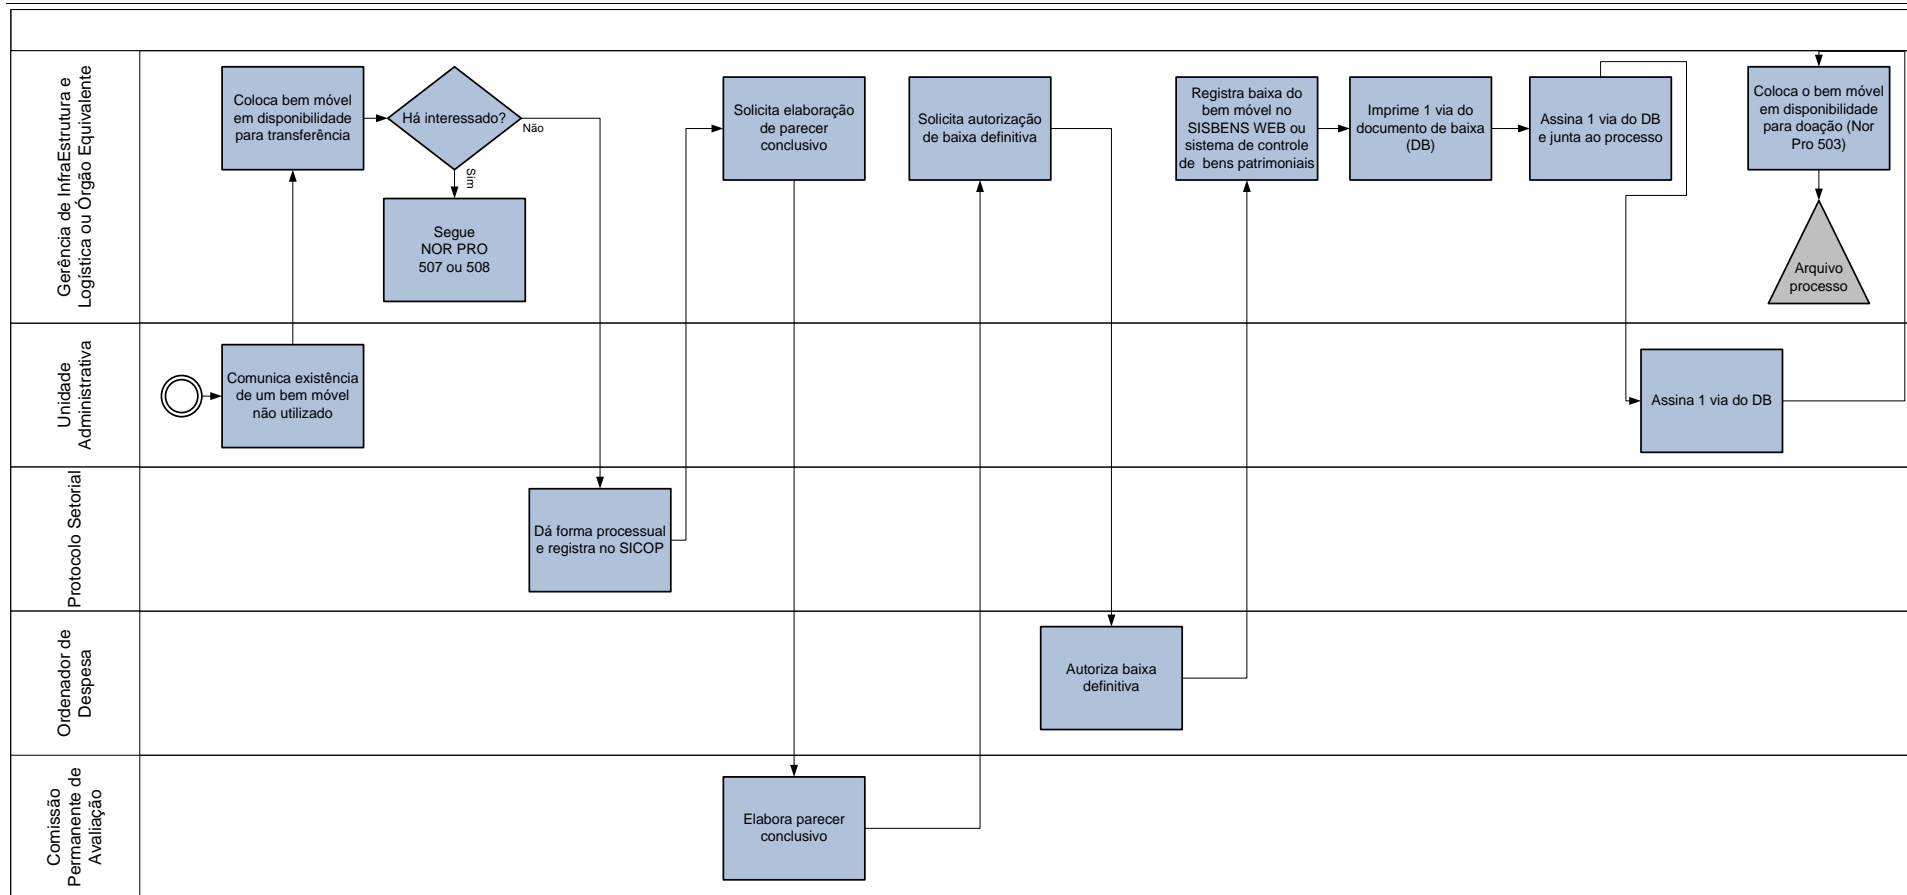 Gerência de InfraEstrutura e
Logística ou Órgão Equivalente
Coloca bem móvel
em disponibilidade
para transferência
Há interessado?
Não
Sim
Segue
NOR PRO
507 ou 508
Solicita elaboração
de parecer
conclusivo
Solicita autorização
de baixa definitiva
Registra baixa do
bem móvel no
SISBENS WEB ou
sistema de controle
de bens patrimoniais
Imprime 1 via do
documento de baixa
(DB)
Assina 1 via do DB
e junta ao processo
Coloca o bem móvel
em disponibilidade
para doação (Nor
Pro 503)
Arquivo
processo
Unidade
Administrativa
Comunica existência
de um bem móvel
não utilizado
Assina 1 via do DB
Protocolo Setorial
Dá forma processual
e registra no SICOP
Ordenador de
Despesa
Autoriza baixa
definitiva
Comissão
Permanente de
Avaliação
Elabora parecer
conclusivo